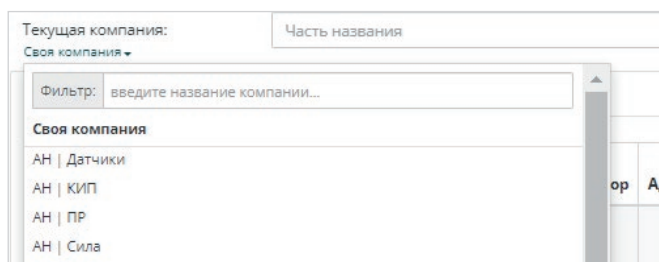 Текущая компания: Часть названия
Своя компания
Фильтр: введите название компании...
Своя компания
АН | Датчики
АН | КИП
ор А
АН | ПР
АН | Сила